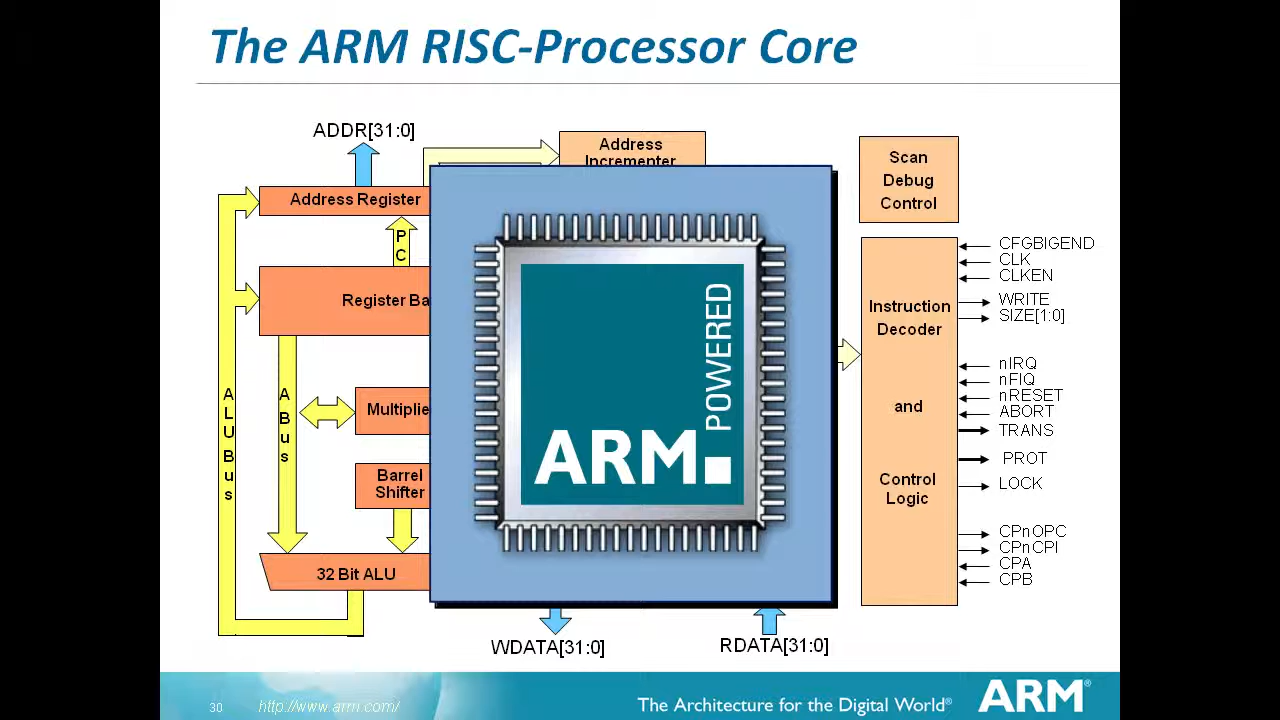 The ARM RISC-Processor Core
ADDR[31:0]
Address
Incrementer
Scan
Debug
Control
Address Register
P
C
Register Ba
A
L
U
B
u
s
A
B
u
s
Multiplie
Barrel
Shifter
32 Bit ALU
POWERED
ARM
Instruction
Decoder
and
Control
Logic
CFGBIGEND
CLK
CLKEN
WRITE
SIZE[1:0]
nIRQ
nFIQ
nRESET
ABORT
TRANS
PROT
LOCK
CPnOPC
CPnCPI
CPA
CPB
WDATA[31:0]
RDATA[31:0]
30
http://www.arm.com/
The Architecture for the Digital World®
ARM®